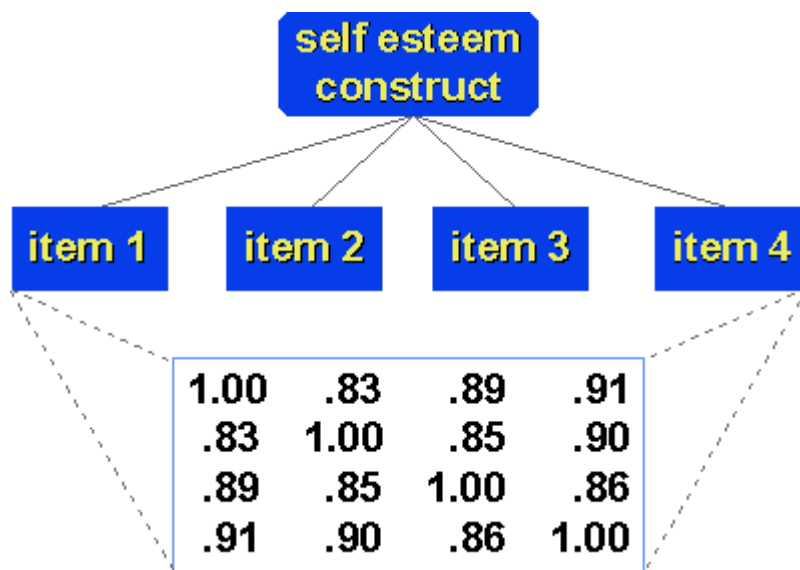 self esteem
construct
item 1 item 2 item 3 item 4
1.00 .83 .89 .91
.83 1.00 .85 .90
.89 .85 1.00 .86
.91 .90 .86 1.00